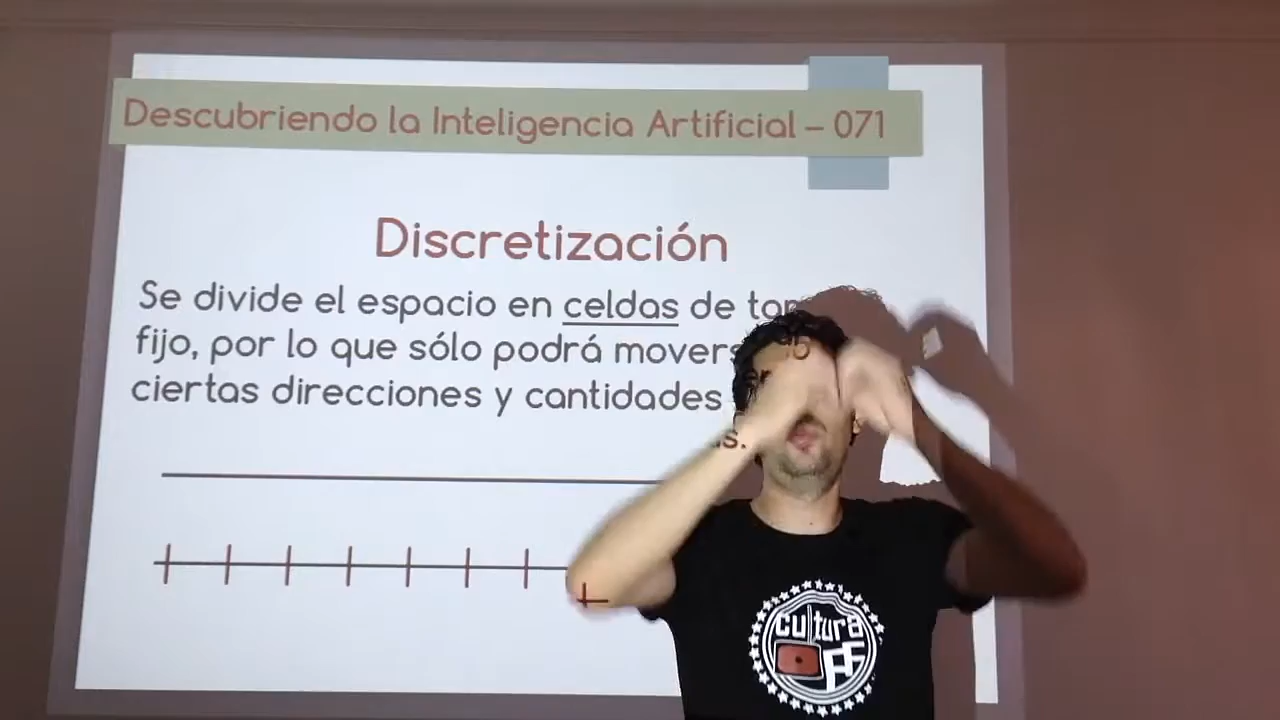 Descubriendo la Inteligencia Artificial – 071
Discretización
Se divide el espacio en celdas de
fijo, por lo que sólo podrá
ciertas direcciones y cantidades
cultura